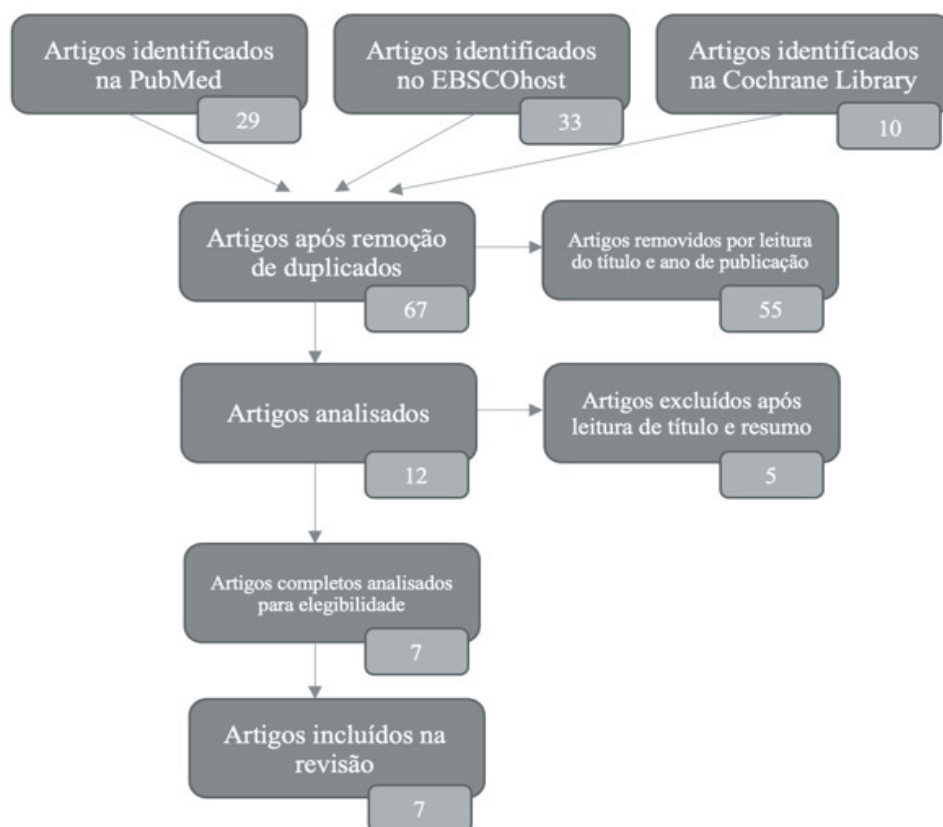 Artigos identificados
na PubMed
29
Artigos identificados
no EBSCOhost
33
Artigos identificados
na Cochrane Library
10
Artigos após remoção
de duplicados
67
Artigos removidos por leitura
do título e ano de publicação
55
Artigos analisados
12
Artigos excluídos após
leitura de título e resumo
5
Artigos completos analisados
para elegibilidade
7
Artigos incluídos na
revisão
7